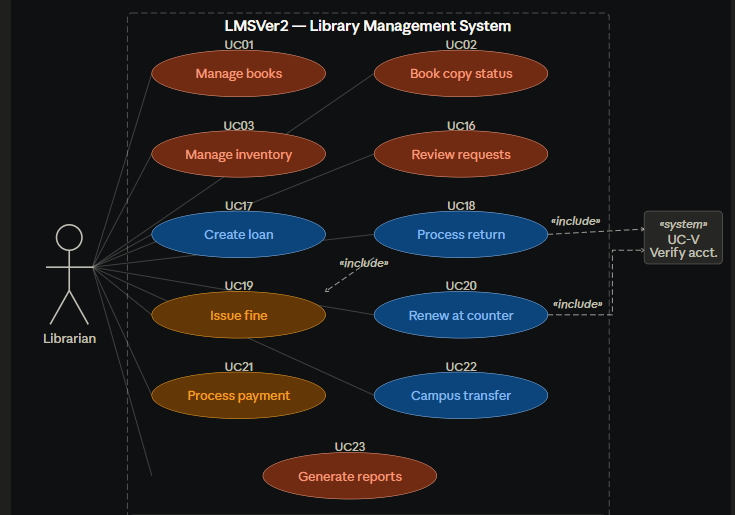 LMSVer2 — Library Management System
UC01
UC02
Manage books
Book copy status
UC03
UC16
Manage inventory
Review requests
UC17
UC18
Create loan
Process return
«include»
«system»
UC-V
Verify acct.
«include»
UC19
UC20
Issue fine
Renew at counter
«include»
Librarian
UC21
UC22
Process payment
Campus transfer
UC23
Generate reports